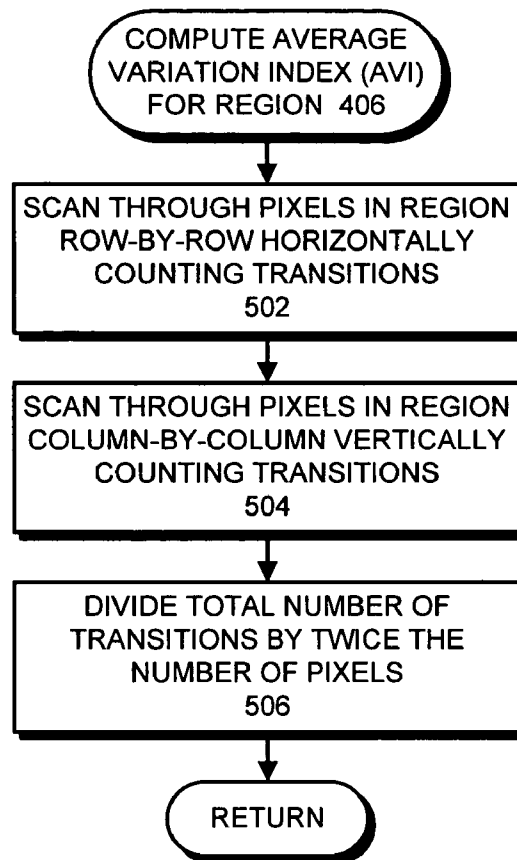 COMPUTE AVERAGE
VARIATION INDEX (AVI)
FOR REGION 406
SCAN THROUGH PIXELS IN REGION
ROW-BY-ROW HORIZONTALLY
COUNTING TRANSITIONS
502
SCAN THROUGH PIXELS IN REGION
COLUMN-BY-COLUMN VERTICALLY
COUNTING TRANSITIONS
504
DIVIDE TOTAL NUMBER OF
TRANSITIONS BY TWICE THE
NUMBER OF PIXELS
506
RETURN